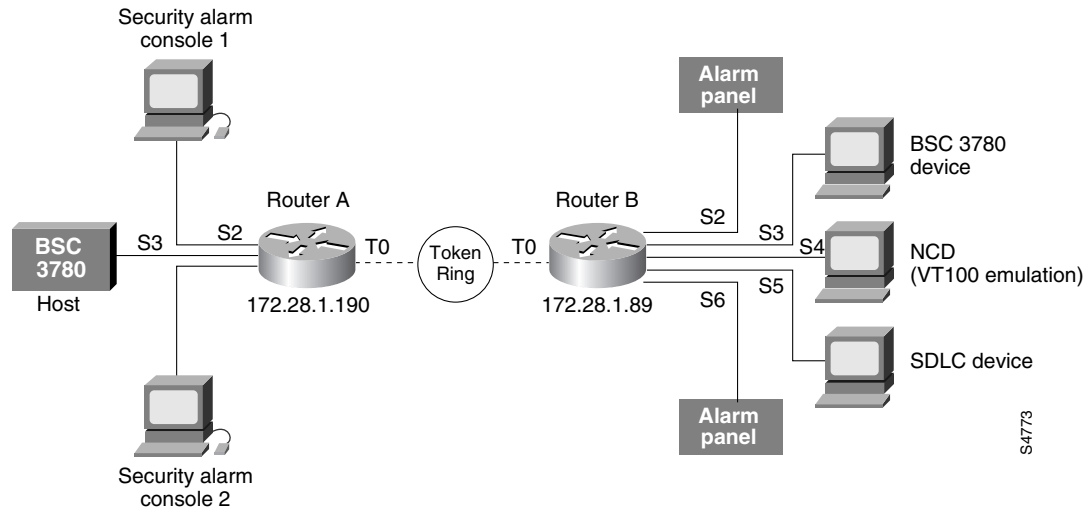 Security alarm
console 1
Alarm
panel
BSC 3780
device
Router A
Router B
S2
S3
S2
S3
S4
BSC
3780
T0
Token
Ring
T0
NCD
(VT100 emulation)
Host
172.28.1.190
172.28.1.89
S6
S5
SDLC device
Alarm
panel
Security alarm
console 2
S4773